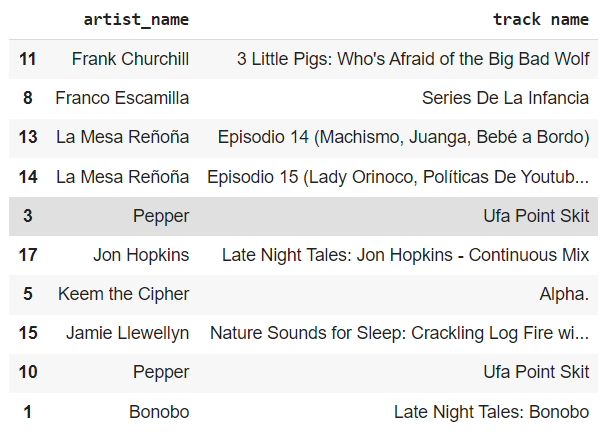 artist_name track name
11 Frank Churchill 3 Little Pigs: Who's Afraid of the Big Bad Wolf
8 Franco Escamilla Series De La Infancia
13 La Mesa Reñoña Episodio 14 (Machismo, Juanga, Bebé a Bordo)
14 La Mesa Reñoña Episodio 15 (Lady Orinoco, Políticas De Youtub...
3 Pepper Ufa Point Skit
17 Jon Hopkins Late Night Tales: Jon Hopkins - Continuous Mix
5 Keem the Cipher Alpha.
15 Jamie Llewellyn Nature Sounds for Sleep: Crackling Log Fire wi...
10 Pepper Ufa Point Skit
1 Bonobo Late Night Tales: Bonobo